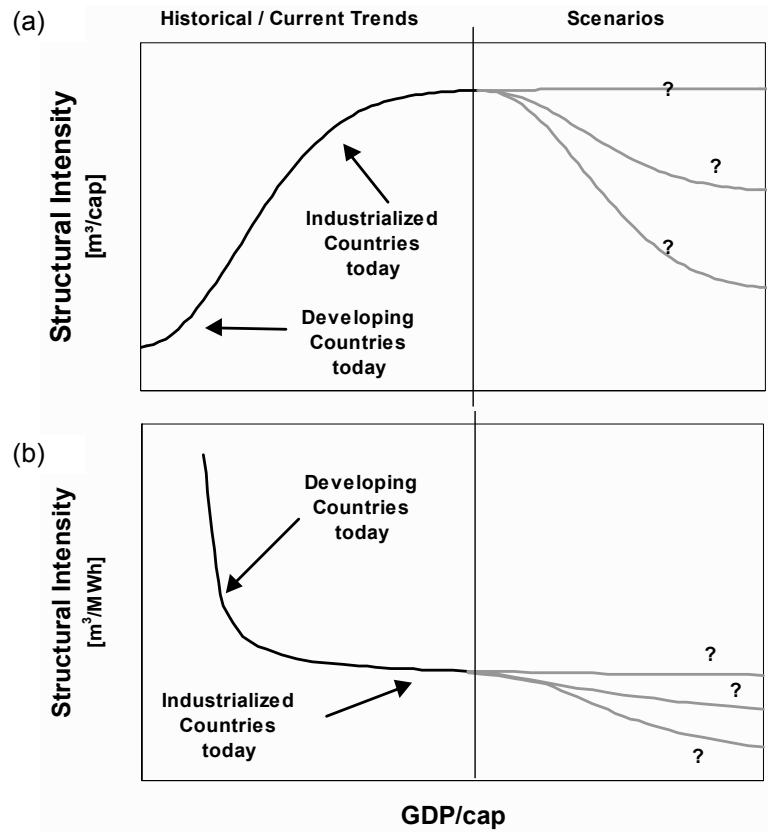 (a)
Historical / Current Trends
Scenarios
Structural Intensity
[m³/cap]
?
?
?
Industrialized
Countries
today
Developing
Countries
today
(b)
Structural Intensity
[m³/MWh]
Developing
Countries
today
?
?
?
Industrialized
Countries
today
GDP/cap